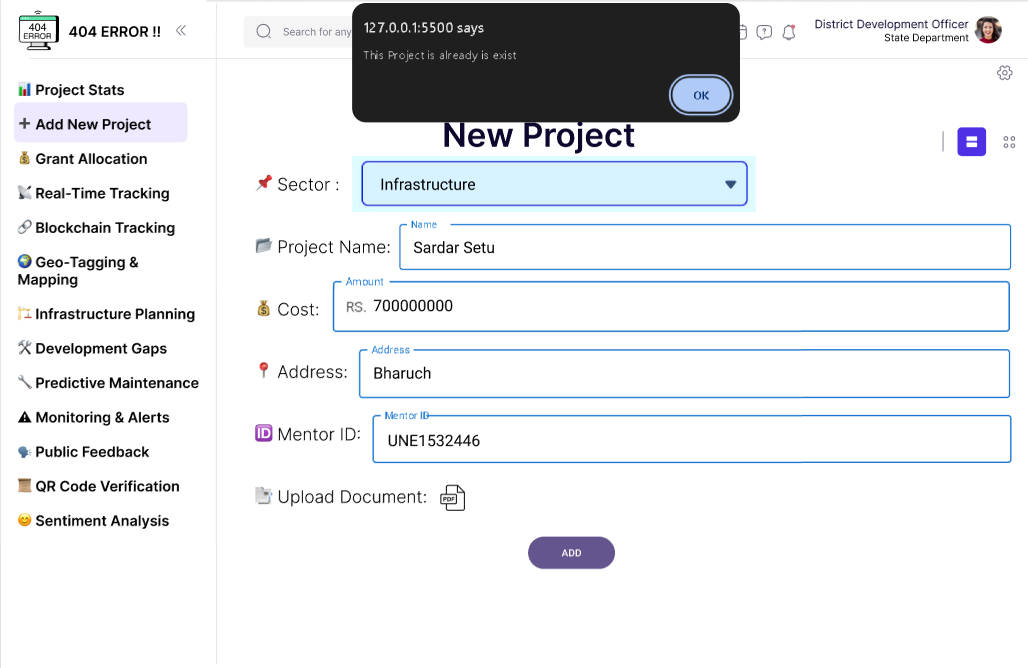 404
ERROR
404 ERROR !!
Search for any
127.0.0.1:5500 says
This Project is already is exist
OK
District Development Officer
State Department
Project Stats
Add New Project
Grant Allocation
Real-Time Tracking
Blockchain Tracking
Geo-Tagging &
Mapping
Infrastructure Planning
Development Gaps
Predictive Maintenance
Monitoring & Alerts
Public Feedback
QR Code Verification
Sentiment Analysis
New Project
Sector :
Infrastructure
Project Name:
Name
Sardar Setu
Cost:
Amount
RS. 700000000
Address:
Address
Bharuch
ID
Mentor ID:
Mentor ID
UNE1532446
Upload Document:
PDF
ADD